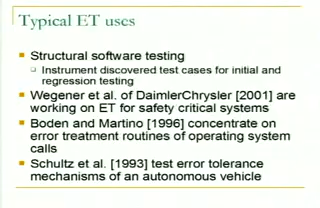 Typical ET uses
Structural software testing
Instrument discovered test cases for initial and
regression testing
Wegener et al. of DaimlerChrysler [2001] are
working on ET for safety critical systems
Boden and Martino [1996] concentrate on
error treatment routines of operating system
calls
Schultz et al. [1993] test error tolerance
mechanisms of an autonomous vehicle